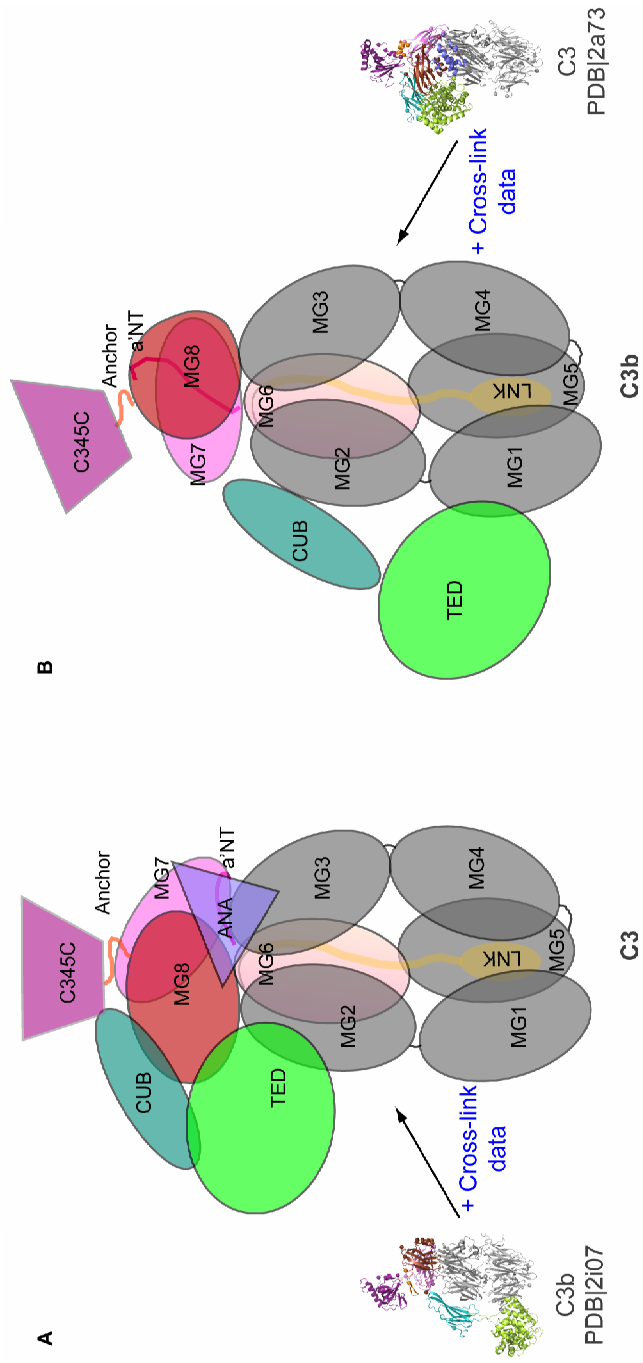 A
C345C
Anchor
MG7
a'NT
ANA
CUB
MG8
MG6
TED
MG2
MG3
MG1
LNK
MG5
MG4
C3
C3b
PDB|2i07
+ Cross-link
data
B
C345C
Anchor
a'NT
MG8
MG7
MG6
CUB
MG2
MG3
TED
MG1
LNK
MG5
MG4
C3b
C3
PDB|2a73
+ Cross-link
data